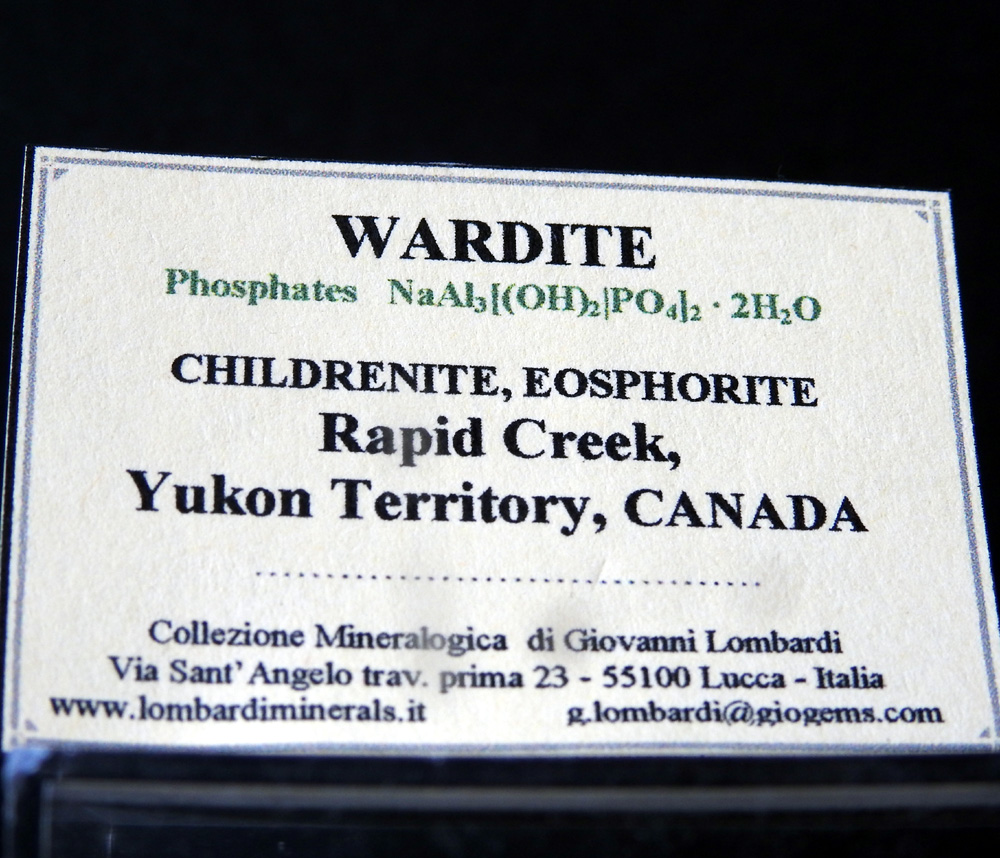 WARDITE
Phosphates NaAl₃[(OH)₂|PO₄]₂ · 2H₂O
CHILDRENITE, EOSPHORITE
Rapid Creek,
Yukon Territory, CANADA
............................................................
Collezione Mineralogica di Giovanni Lombardi
Via Sant' Angelo trav. prima 23 - 55100 Lucca - Italia
www.lombardiminerals.it g.lombardi@giogems.com